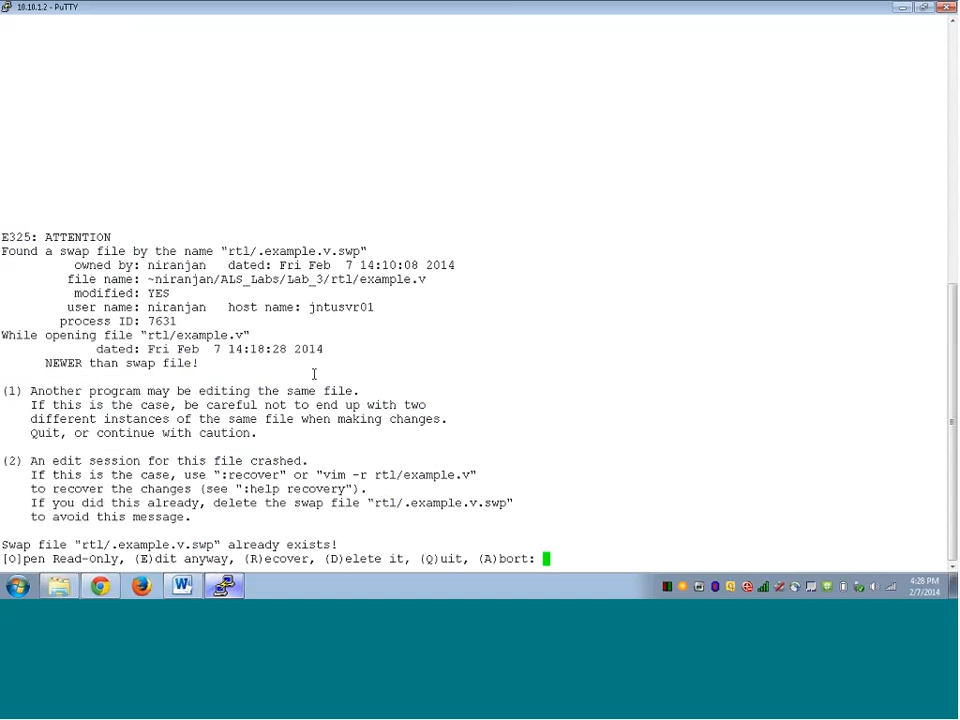 10.10.1.2 - PuTTY
E325: ATTENTION
Found a swap file by the name "rtl/.example.v.swp"
owned by: niranjan   dated: Fri Feb  7 14:10:08 2014
file name: ~niranjan/ALS_Labs/Lab_3/rtl/example.v
modified: YES
user name: niranjan   host name: jntusvr01
process ID: 7631
While opening file "rtl/example.v"
dated: Fri Feb  7 14:18:28 2014
NEWER than swap file!
(1) Another program may be editing the same file.
If this is the case, be careful not to end up with two
different instances of the same file when making changes.
Quit, or continue with caution.
(2) An edit session for this file crashed.
If this is the case, use ":recover" or "vim -r rtl/example.v"
to recover the changes (see ":help recovery").
If you did this already, delete the swap file "rtl/.example.v.swp"
to avoid this message.
Swap file "rtl/.example.v.swp" already exists!
[O]pen Read-Only, (E)dit anyway, (R)ecover, (D)elete it, (Q)uit, (A)bort:
4:28 PM
2/7/2014